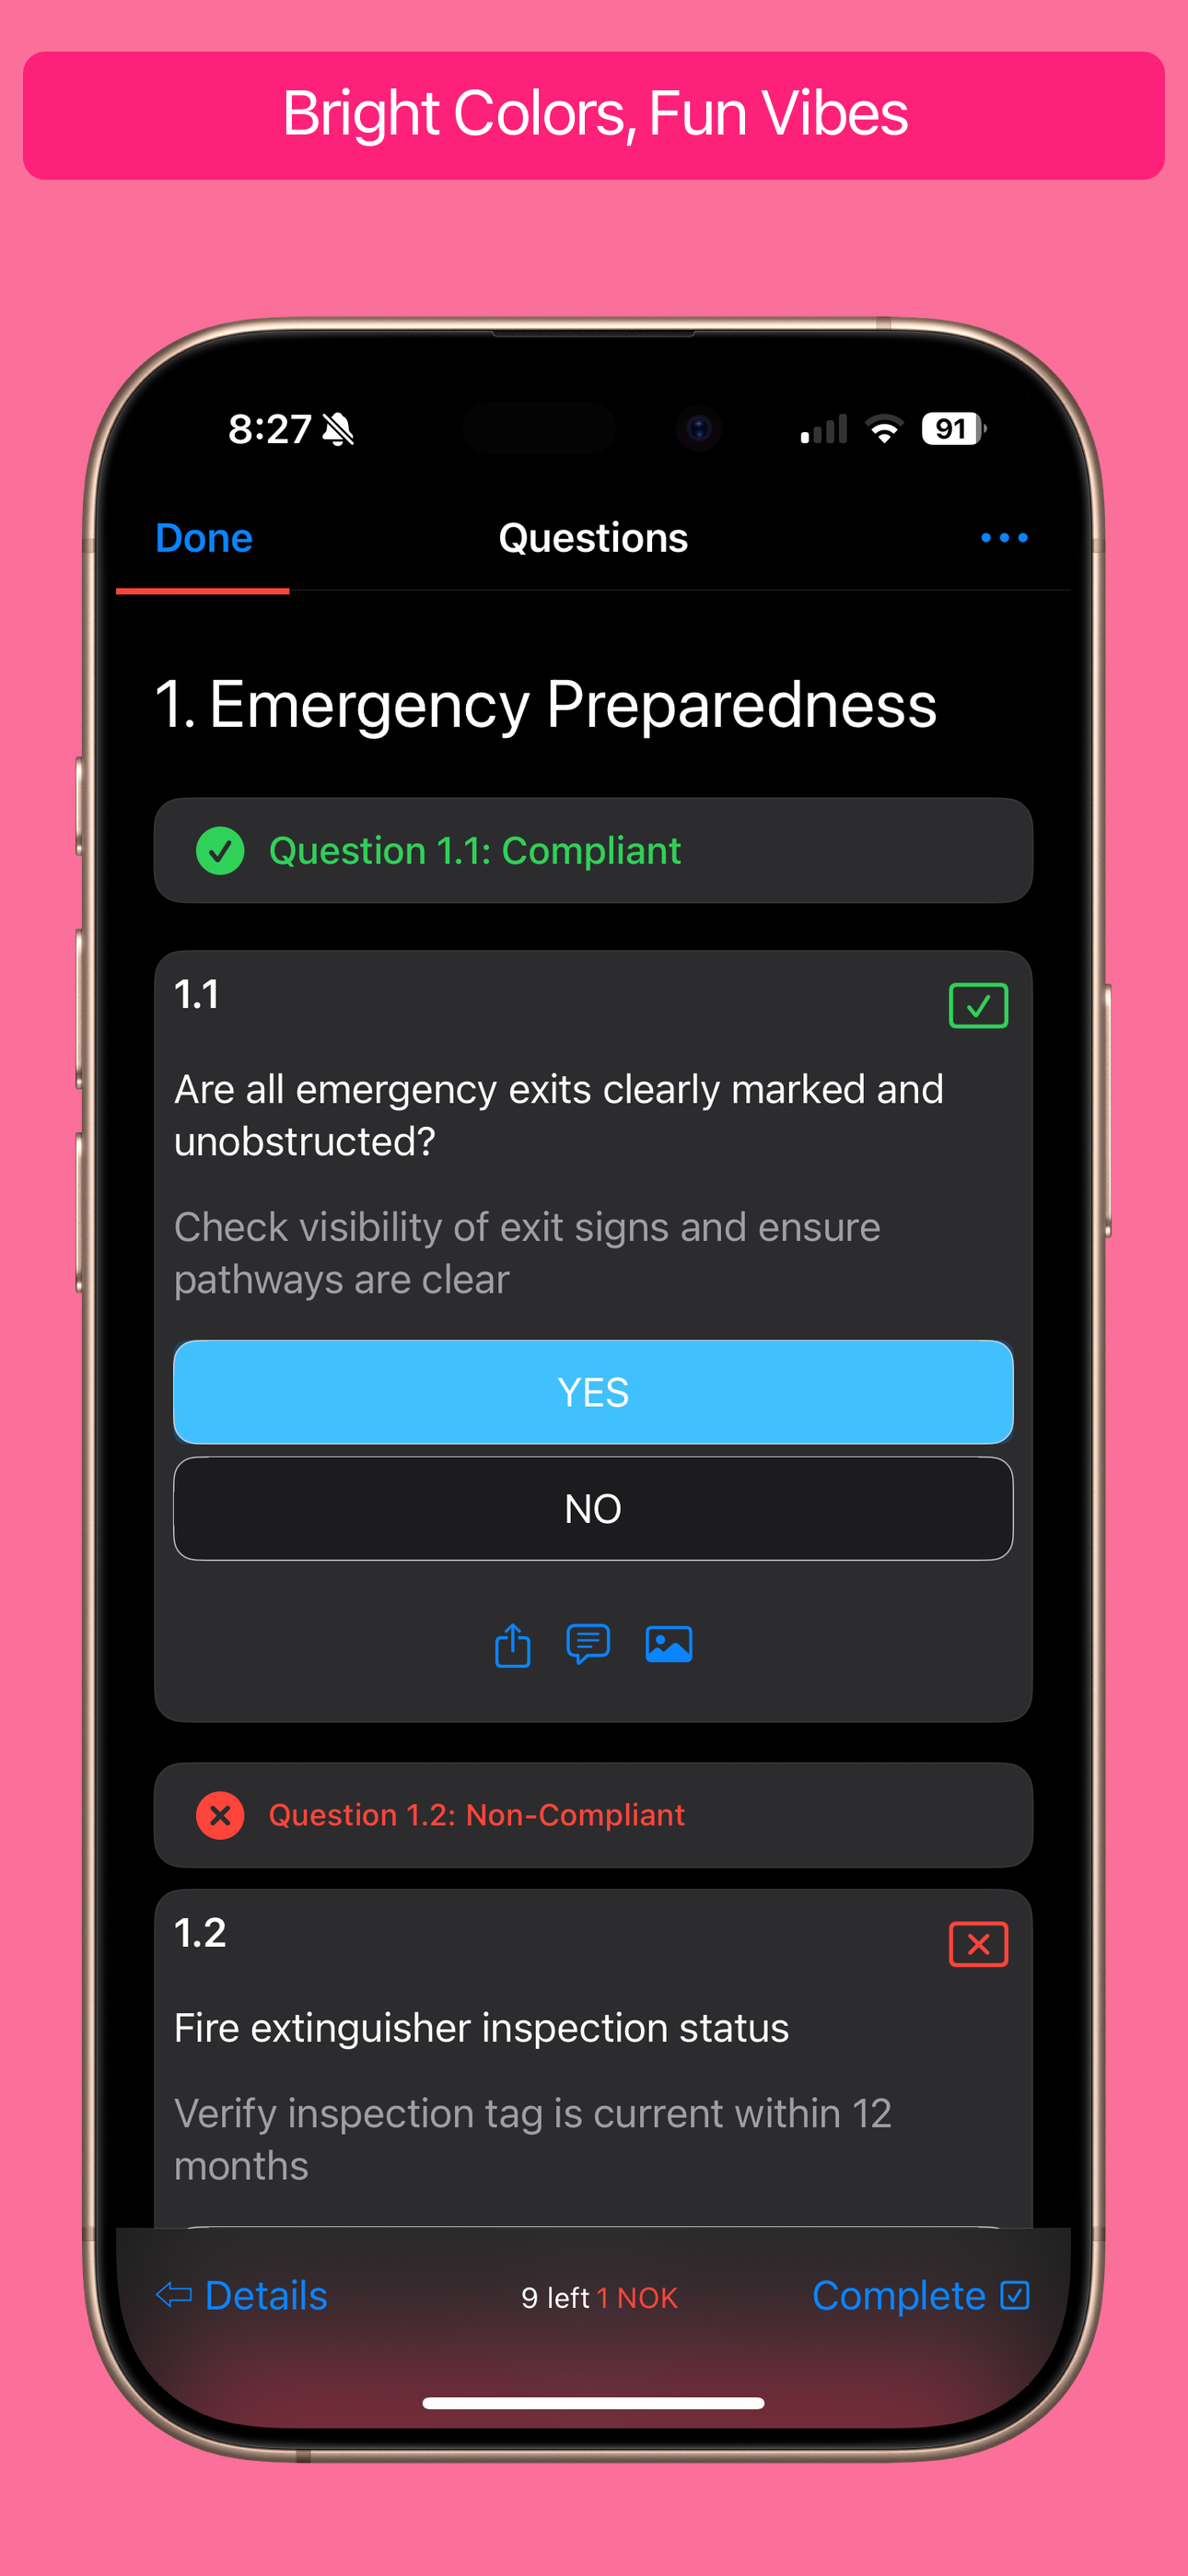 Bright Colors, Fun Vibes
8:27
91
Done
Questions
1. Emergency Preparedness
Question 1.1: Compliant
1.1
Are all emergency exits clearly marked and
unobstructed?
Check visibility of exit signs and ensure
pathways are clear
YES
NO
Question 1.2: Non-Compliant
1.2
Fire extinguisher inspection status
Verify inspection tag is current within 12
months
Details
9 left 1 NOK
Complete